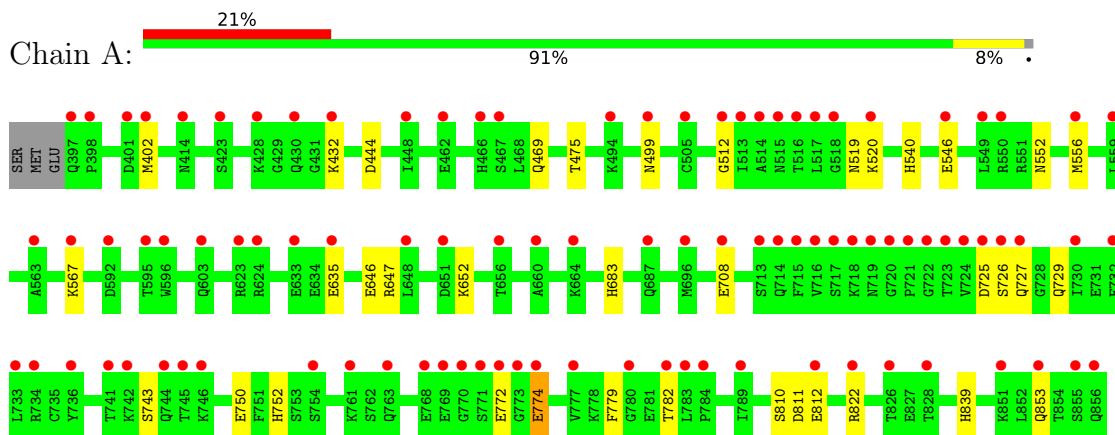 21%
Chain A:
91% 8% •
SER MET GLU Q397 P398 D401 M402 N414 S423 K428 G429 Q430 G431 K432 D444 I448 E462 H466 S467 L468 Q469 T475 K494 N499 C505 G512 I513 A514 N515 T516 L517 G518 N519 K520 H540 E546 L549 R550 R551 N552 M556 L559
A563 K567 D592 T595 W596 Q603 R623 R624 E633 E634 E635 E646 R647 L648 D651 K652 T656 A660 K664 H683 Q687 M696 E708 S713 Q714 F715 V716 S717 K718 N719 G720 P721 G722 T723 V724 D725 S726 Q727 G728 Q729 I730 E731
L733 R734 C735 Y736 T741 K742 S743 Q744 T745 K746 E750 F751 H752 S753 S754 K761 S762 Q763 E768 E769 G770 S771 E772 G773 E774 V777 K778 F779 G780 E781 T782 L783 P784 I789 S810 D811 E812 R822 T826 E827 T828 H839 K851 L852 Q853 T854 S855 Q856